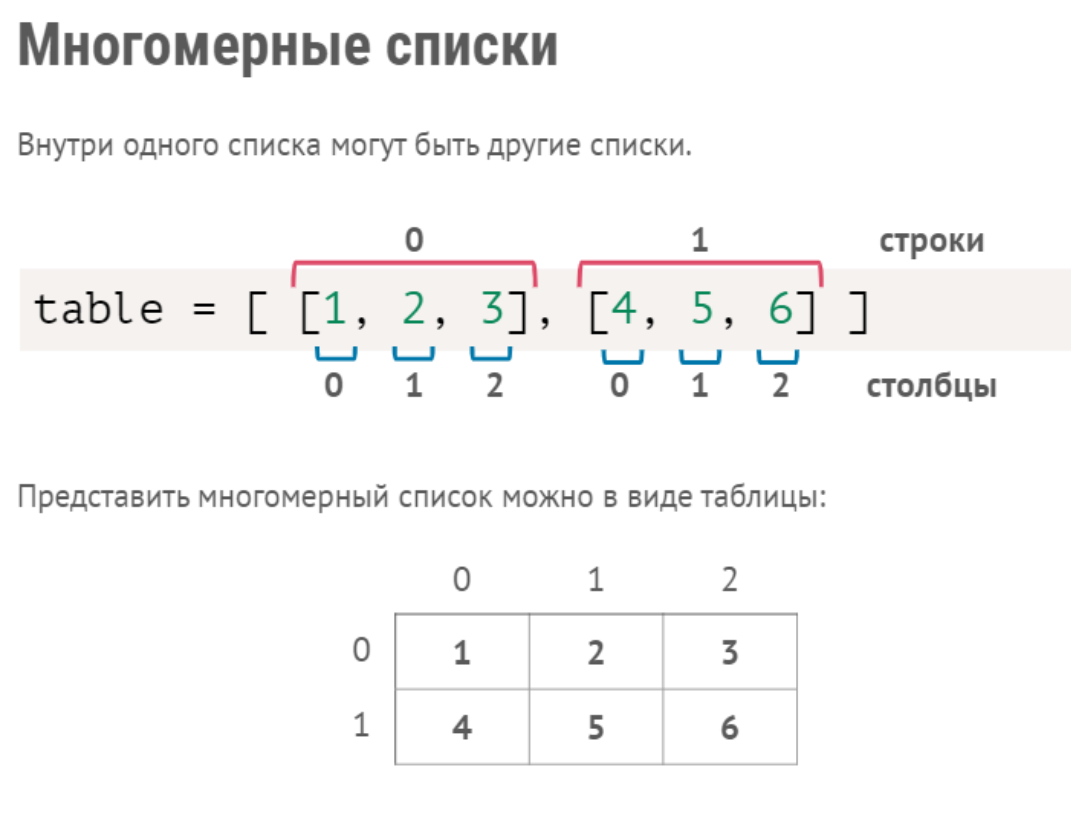 Многомерные списки
Внутри одного списка могут быть другие списки.
0 1 строки
table = [ [1, 2, 3], [4, 5, 6] ]
0 1 2 0 1 2 столбцы
Представить многомерный список можно в виде таблицы:
0 1 2
0 1 2 3
1 4 5 6